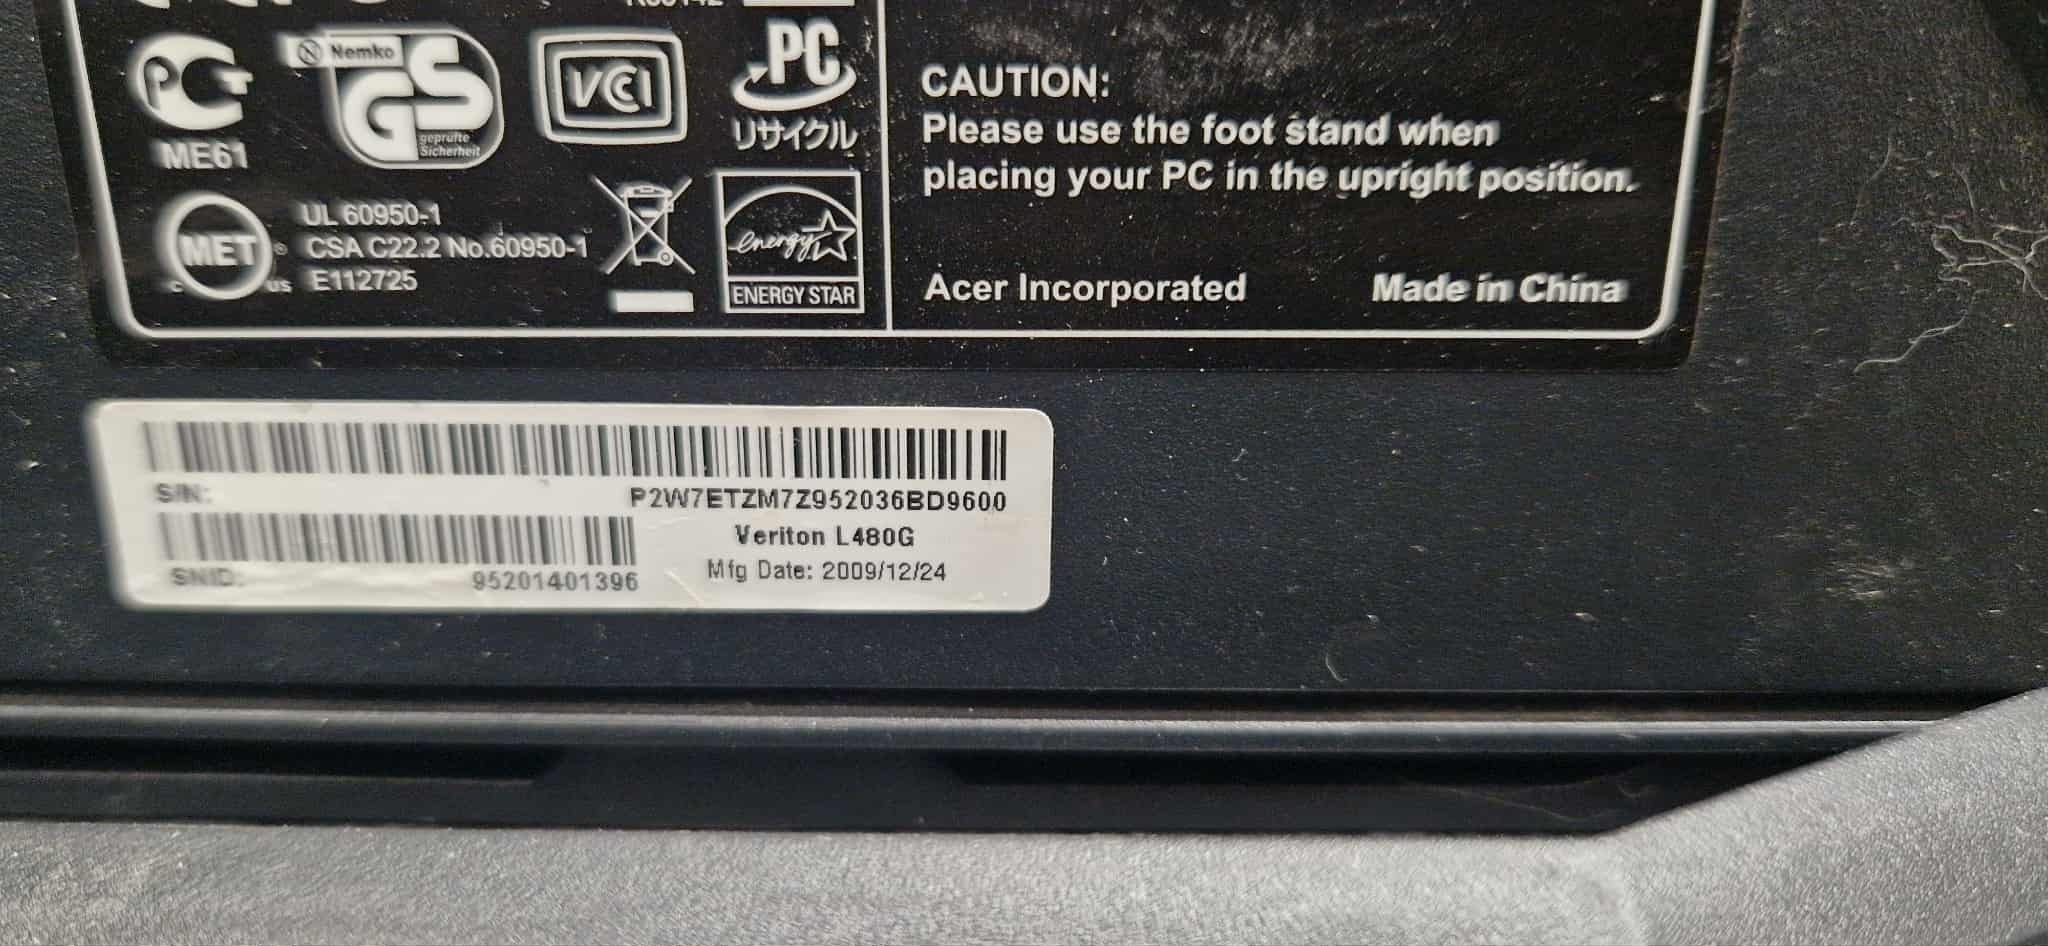 Nemko
GS
geprüfte
Sicherheit
VCI
PC
リサイクル
ME61
MET
c
us
UL 60950-1
CSA C22.2 No.60950-1
E112725
energy
ENERGY STAR
CAUTION:
Please use the foot stand when
placing your PC in the upright position.
Acer Incorporated
Made in China
S/N:
P2W7ETZM7Z952036BD9600
Veriton L480G
SNID:
95201401396
Mfg Date: 2009/12/24